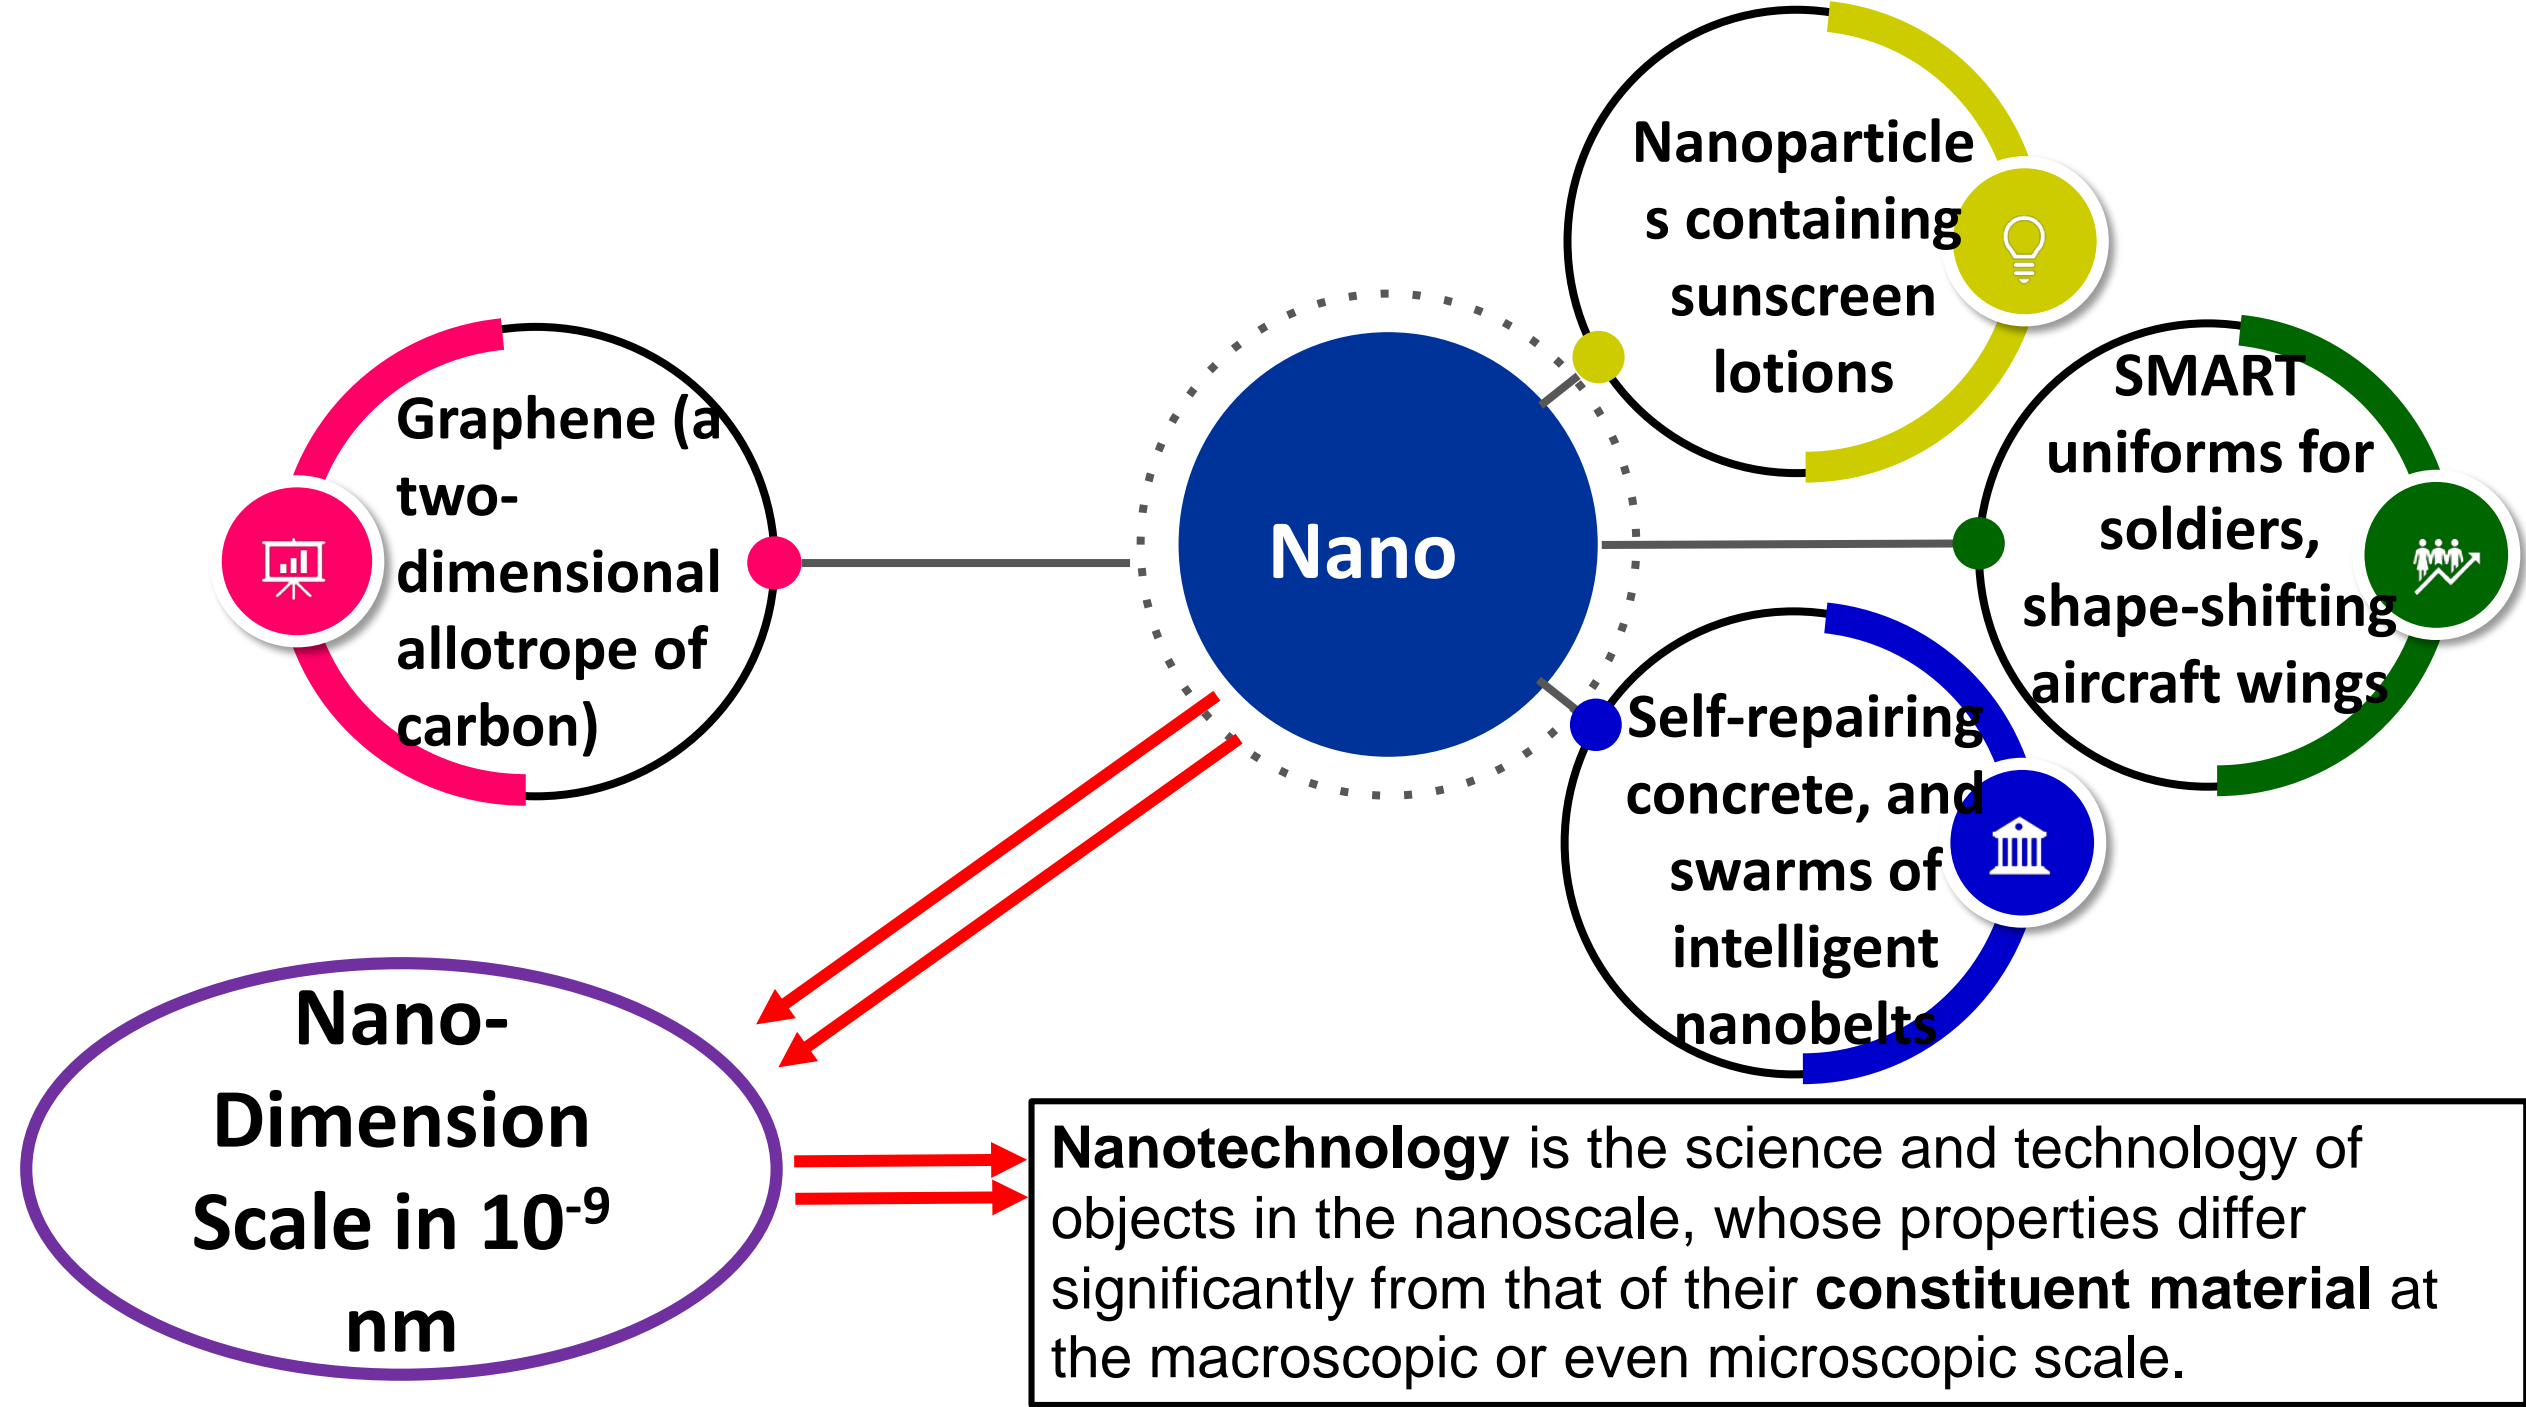 Nanoparticle
s containing
sunscreen
lotions
Graphene (a
two-
dimensional
allotrope of
carbon)
Nano
SMART
uniforms for
soldiers,
shape-shifting
aircraft wings
Self-repairing
concrete, and
swarms of
intelligent
nanobelts
Nano-
Dimension
Scale in 10⁻⁹
nm
Nanotechnology is the science and technology of
objects in the nanoscale, whose properties differ
significantly from that of their constituent material at
the macroscopic or even microscopic scale.